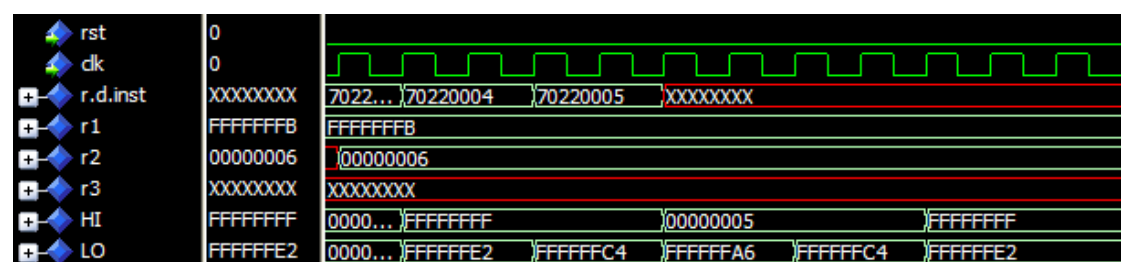 rst 0
clk 0
r.d.inst XXXXXXXX 7022... 70220004 70220005 XXXXXXXX
r1 FFFFFFFB FFFFFFFB
r2 00000006 00000006
r3 XXXXXXXX XXXXXXXX
HI FFFFFFFF 0000... FFFFFFFF 00000005 FFFFFFFF
LO FFFFFFE2 0000... FFFFFFE2 FFFFFFC4 FFFFFFA6 FFFFFFC4 FFFFFFE2